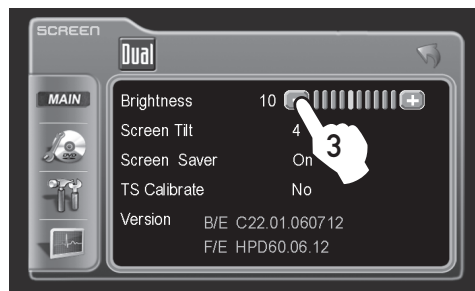 SCREEN
Dual
MAIN
Brightness 10 - +
Screen Tilt 4
Screen Saver On
TS Calibrate No
Version B/E C22.01.060712
F/E HPD60.06.12
3
DVD